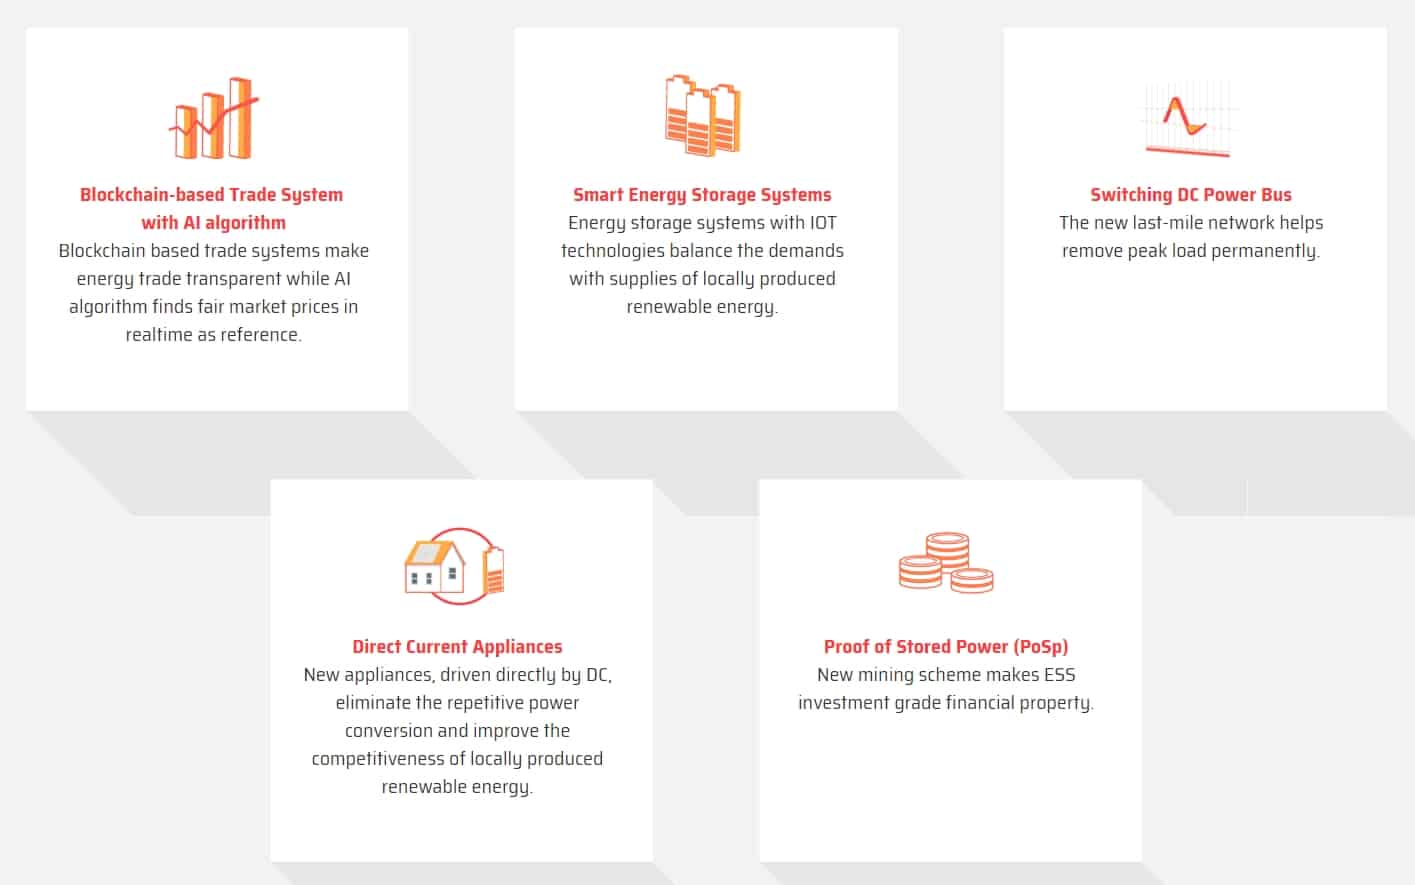 Blockchain-based Trade System
with AI algorithm
Blockchain based trade systems make
energy trade transparent while AI
algorithm finds fair market prices in
realtime as reference.
Smart Energy Storage Systems
Energy storage systems with IOT
technologies balance the demands
with supplies of locally produced
renewable energy.
Switching DC Power Bus
The new last-mile network helps
remove peak load permanently.
Direct Current Appliances
New appliances, driven directly by DC,
eliminate the repetitive power
conversion and improve the
competitiveness of locally produced
renewable energy.
Proof of Stored Power (PoSp)
New mining scheme makes ESS
investment grade financial property.